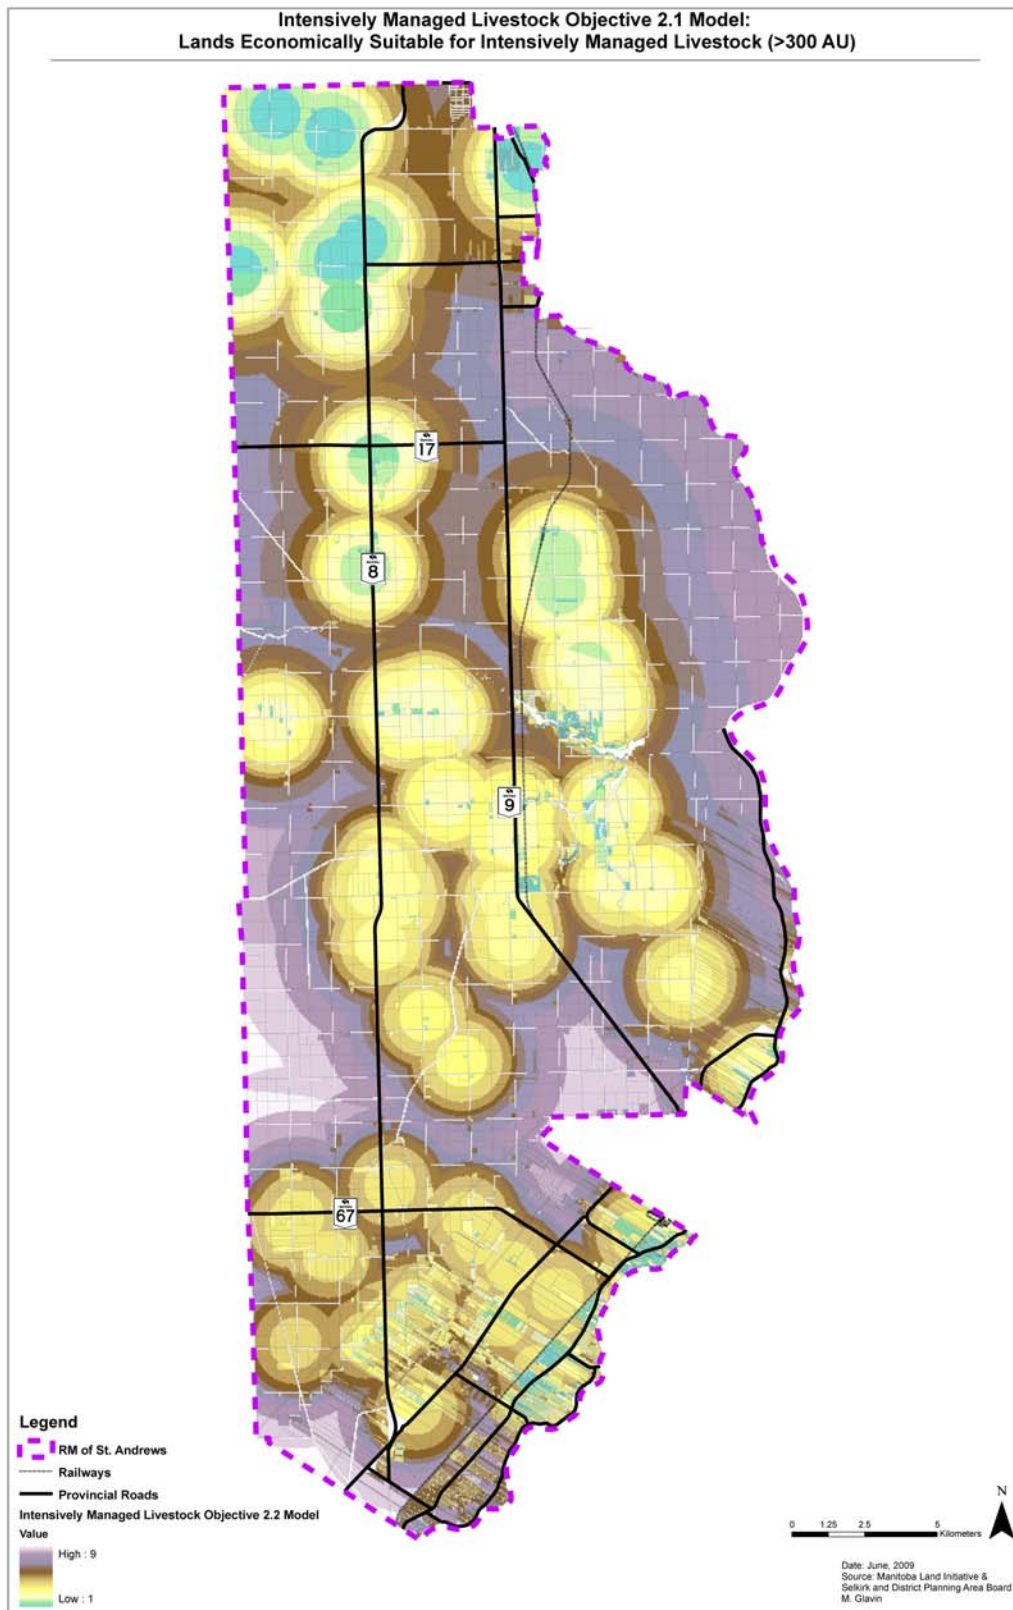 Intensively Managed Livestock Objective 2.1 Model:
Lands Economically Suitable for Intensively Managed Livestock (>300 AU)
17
8
9
67
Legend
RM of St. Andrews
Railways
Provincial Roads
Intensively Managed Livestock Objective 2.2 Model
Value
High : 9
Low : 1
N
0 1.25 2.5 5
Kilometers
Date: June, 2009
Source: Manitoba Land Initiative &
Selkirk and District Planning Area Board
M. Glavin